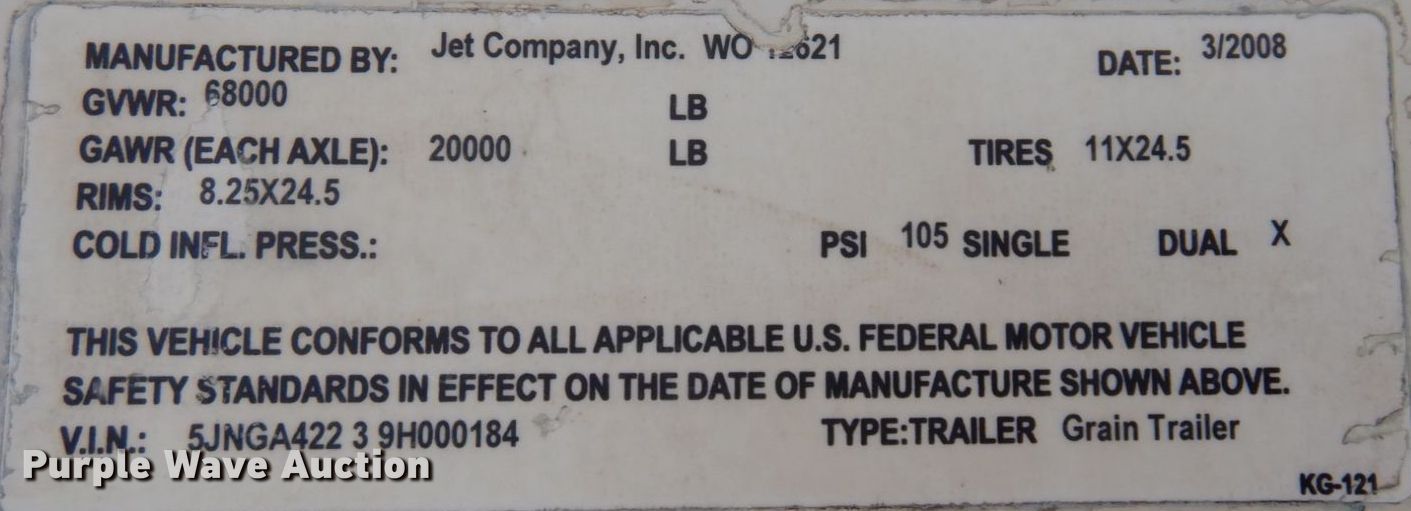 MANUFACTURED BY: Jet Company, Inc. WO DATE: 3/2008
GVWR: 68000 LB
GAWR (EACH AXLE): 20000 LB TIRES 11X24.5
RIMS: 8.25X24.5
COLD INFL. PRESS.: PSI 105 SINGLE DUAL X
THIS VEHICLE CONFORMS TO ALL APPLICABLE U.S. FEDERAL MOTOR VEHICLE
SAFETY STANDARDS IN EFFECT ON THE DATE OF MANUFACTURE SHOWN ABOVE.
V.I.N.: 5JNGA422 3 9H000184 TYPE:TRAILER Grain Trailer
Purple Wave Auction
KG-121